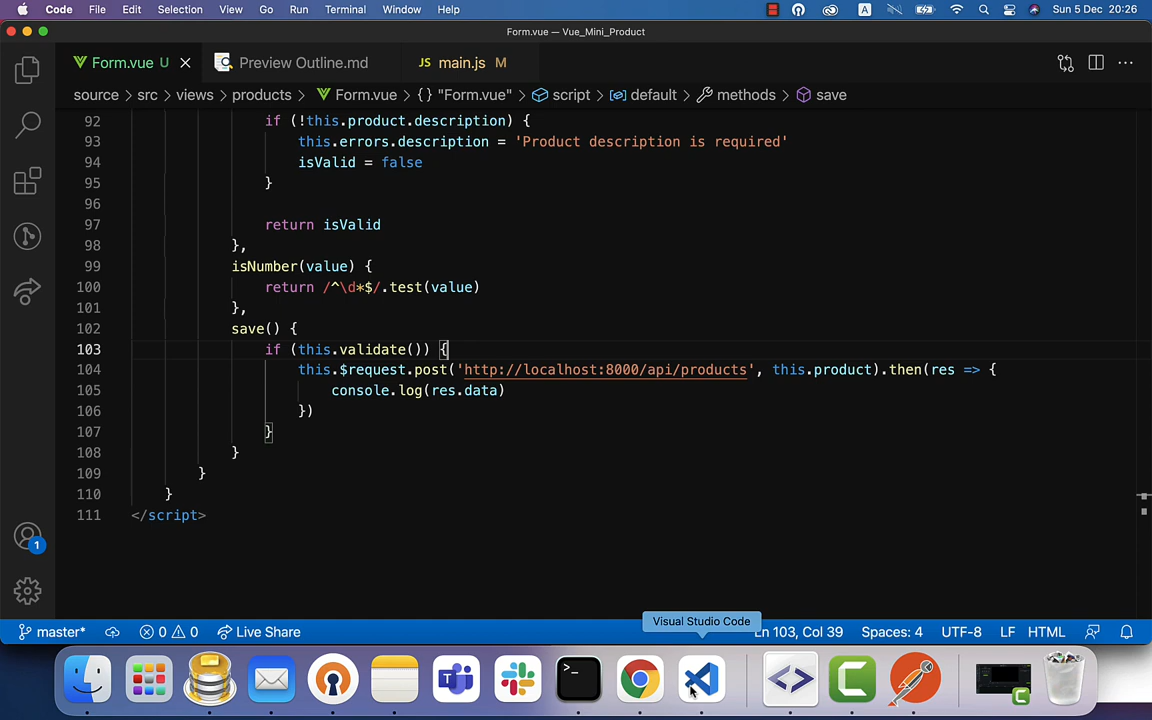 Code File Edit Selection View Go Run Terminal Window Help A Sun 5 Dec 20:26
Form.vue — Vue_Mini_Product
Form.vue U Preview Outline.md JS main.js M
source > src > views > products > Form.vue > {} "Form.vue" > script > default > methods > save
92 if (!this.product.description) {
93 this.errors.description = 'Product description is required'
94 isValid = false
95 }
96
97 return isValid
98 },
99 isNumber(value) {
100 return /^\d*$/.test(value)
101 },
102 save() {
103 if (this.validate()) {
104 this.$request.post('http://localhost:8000/api/products', this.product).then(res => {
105 console.log(res.data)
106 })
107 }
108 }
109 }
110 }
111 </script>
1
Visual Studio Code
master* 0 0 Live Share Ln 103, Col 39 Spaces: 4 UTF-8 LF HTML